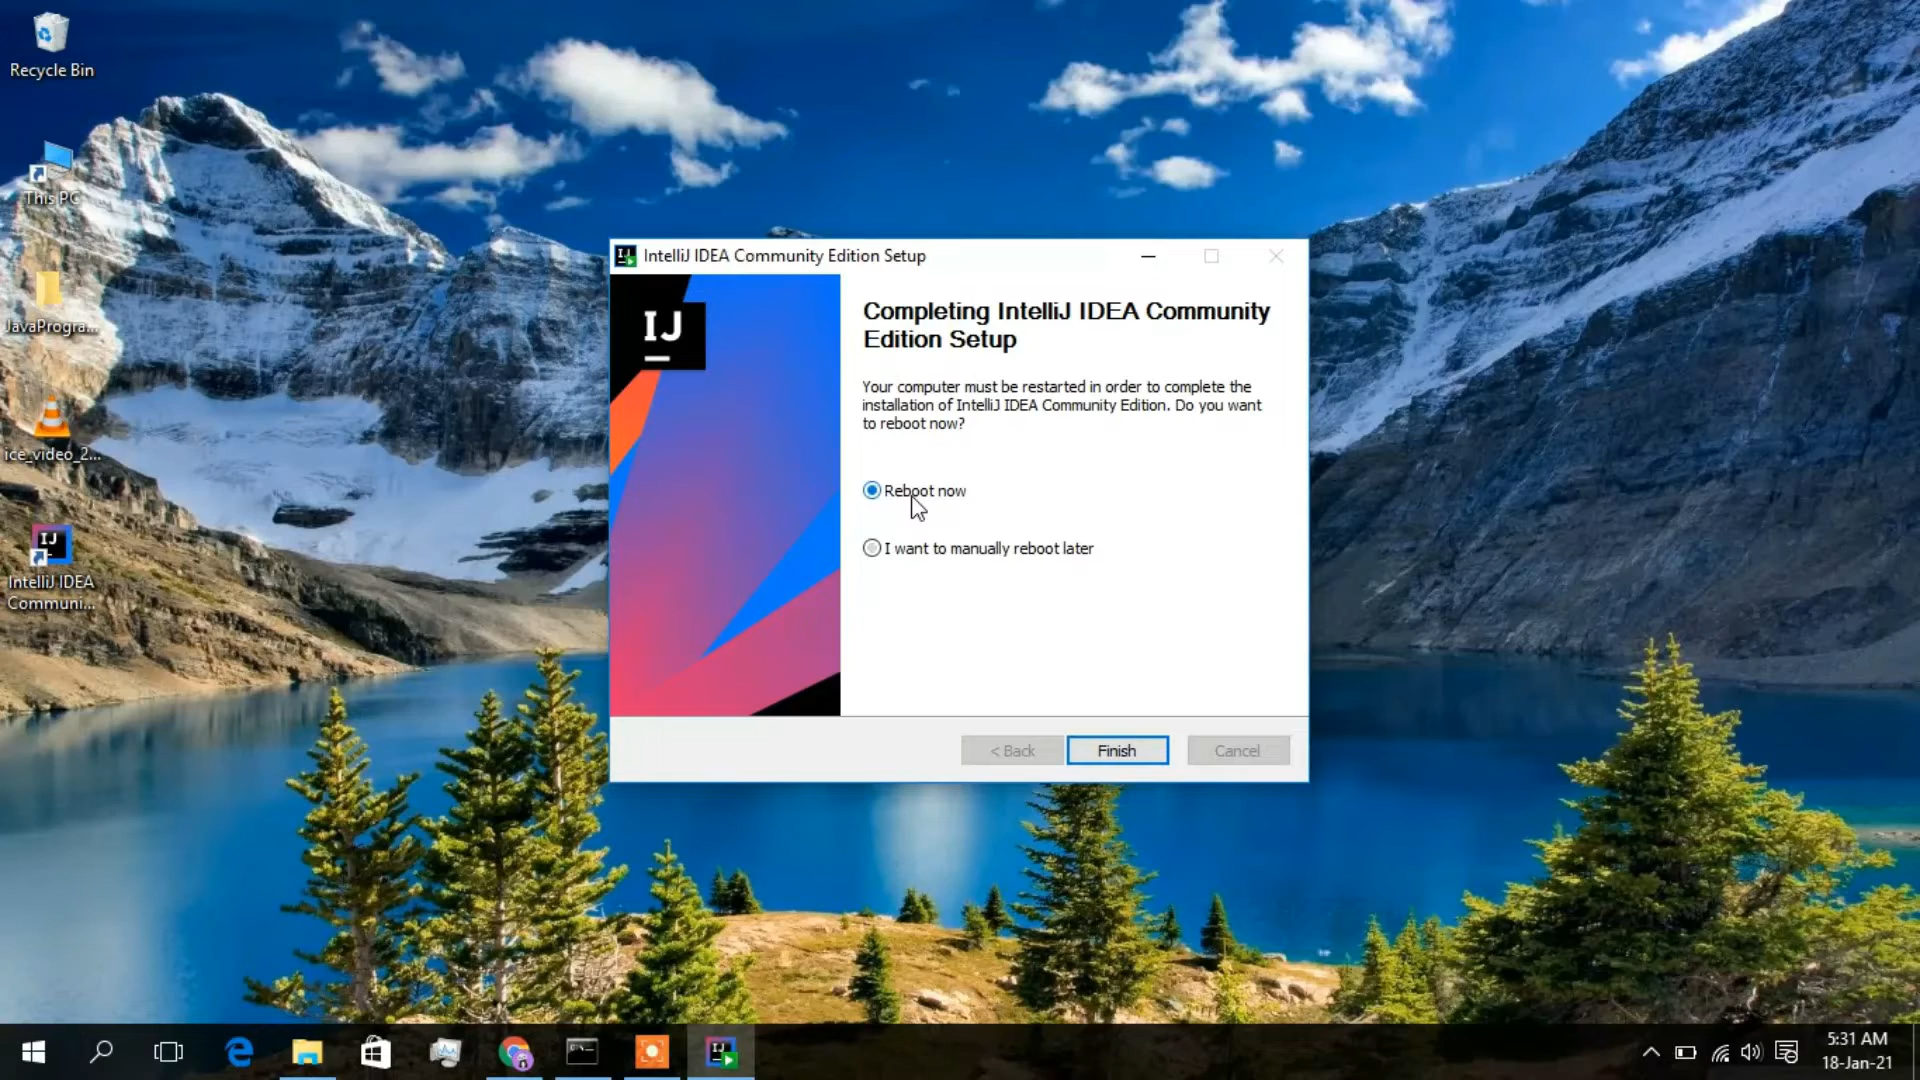 Recycle Bin
This PC
JavaProgra...
ice_video_2...
IJ
IntelliJ IDEA
Communi...
IntelliJ IDEA Community Edition Setup
IJ
Completing IntelliJ IDEA Community
Edition Setup
Your computer must be restarted in order to complete the
installation of IntelliJ IDEA Community Edition. Do you want
to reboot now?
Reboot now
I want to manually reboot later
< Back
Finish
Cancel
5:31 AM
18-Jan-21